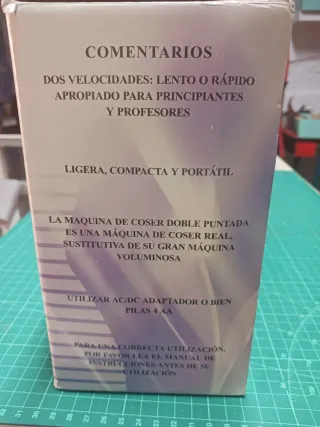 COMENTARIOS
DOS VELOCIDADES: LENTO O RÁPIDO
APROPIADO PARA PRINCIPIANTES
Y PROFESORES
LIGERA, COMPACTA Y PORTÁTIL
LA MAQUINA DE COSER DOBLE PUNTADA
ES UNA MÁQUINA DE COSER REAL,
SUSTITUTIVA DE SU GRAN MÁQUINA
VOLUMINOSA
UTILIZAR AC/DC ADAPTADOR O BIEN
PILAS 4 AA
PARA UNA CORRECTA UTILIZACIÓN,
POR FAVOR LEA EL MANUAL DE
INSTRUCCIONES ANTES DE SU
UTILIZACIÓN